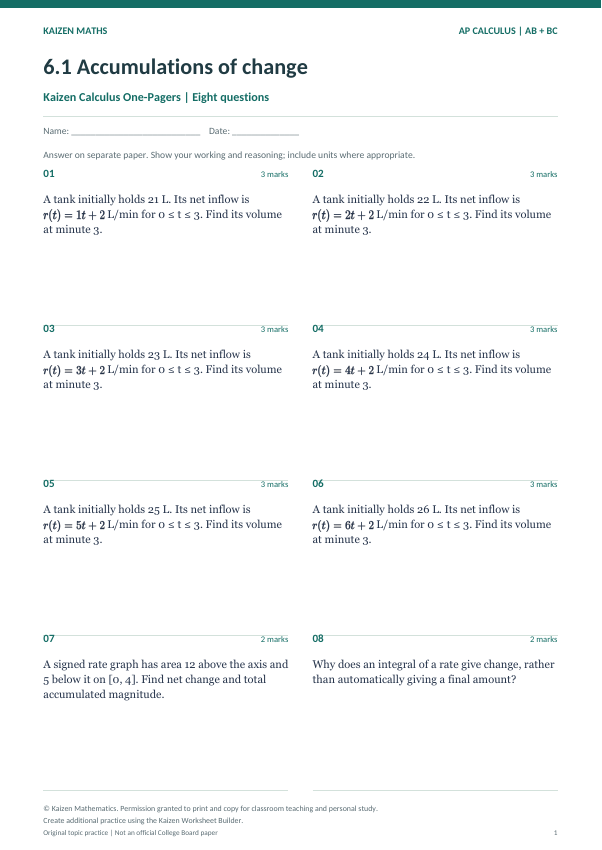 KAIZEN MATHS
AP CALCULUS | AB + BC
6.1 Accumulations of change
Kaizen Calculus One-Pagers | Eight questions
Name: ___________________________ Date: ______________
Answer on separate paper. Show your working and reasoning; include units where appropriate.
01 3 marks
A tank initially holds 21 L. Its net inflow is
r(t) = 1t + 2 L/min for 0 ≤ t ≤ 3. Find its volume
at minute 3.
02 3 marks
A tank initially holds 22 L. Its net inflow is
r(t) = 2t + 2 L/min for 0 ≤ t ≤ 3. Find its volume
at minute 3.
03 3 marks
A tank initially holds 23 L. Its net inflow is
r(t) = 3t + 2 L/min for 0 ≤ t ≤ 3. Find its volume
at minute 3.
04 3 marks
A tank initially holds 24 L. Its net inflow is
r(t) = 4t + 2 L/min for 0 ≤ t ≤ 3. Find its volume
at minute 3.
05 3 marks
A tank initially holds 25 L. Its net inflow is
r(t) = 5t + 2 L/min for 0 ≤ t ≤ 3. Find its volume
at minute 3.
06 3 marks
A tank initially holds 26 L. Its net inflow is
r(t) = 6t + 2 L/min for 0 ≤ t ≤ 3. Find its volume
at minute 3.
07 2 marks
A signed rate graph has area 12 above the axis and
5 below it on [0, 4]. Find net change and total
accumulated magnitude.
08 2 marks
Why does an integral of a rate give change, rather
than automatically giving a final amount?
© Kaizen Mathematics. Permission granted to print and copy for classroom teaching and personal study.
Create additional practice using the Kaizen Worksheet Builder.
Original topic practice | Not an official College Board paper
1